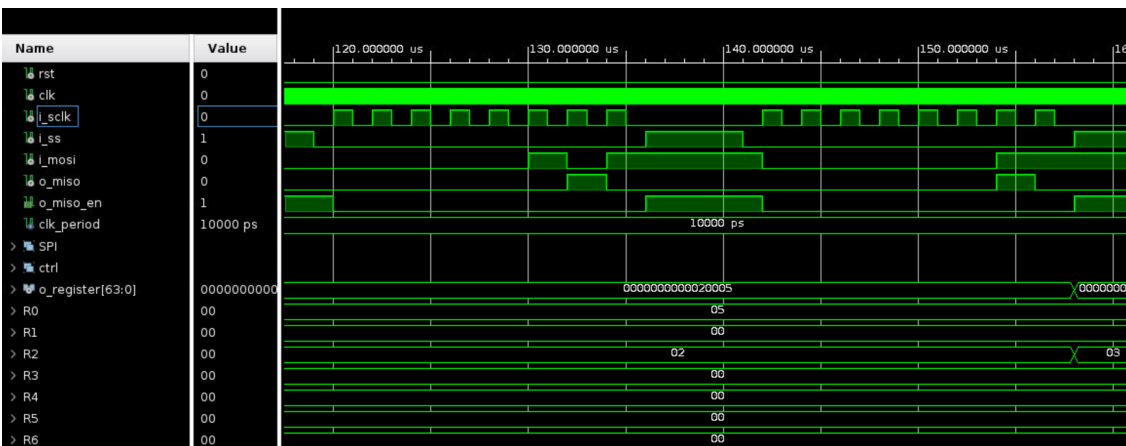 Name Value
120.000000 us 130.000000 us 140.000000 us 150.000000 us 16
rst 0
clk 0
i_sclk 0
i_ss 1
i_mosi 0
o_miso 0
o_miso_en 1
clk_period 10000 ps 10000 ps
SPI
ctrl
o_register[63:0] 0000000000 0000000000020005 0000000
R0 00 05
R1 00 00
R2 00 02 03
R3 00 00
R4 00 00
R5 00 00
R6 00 00